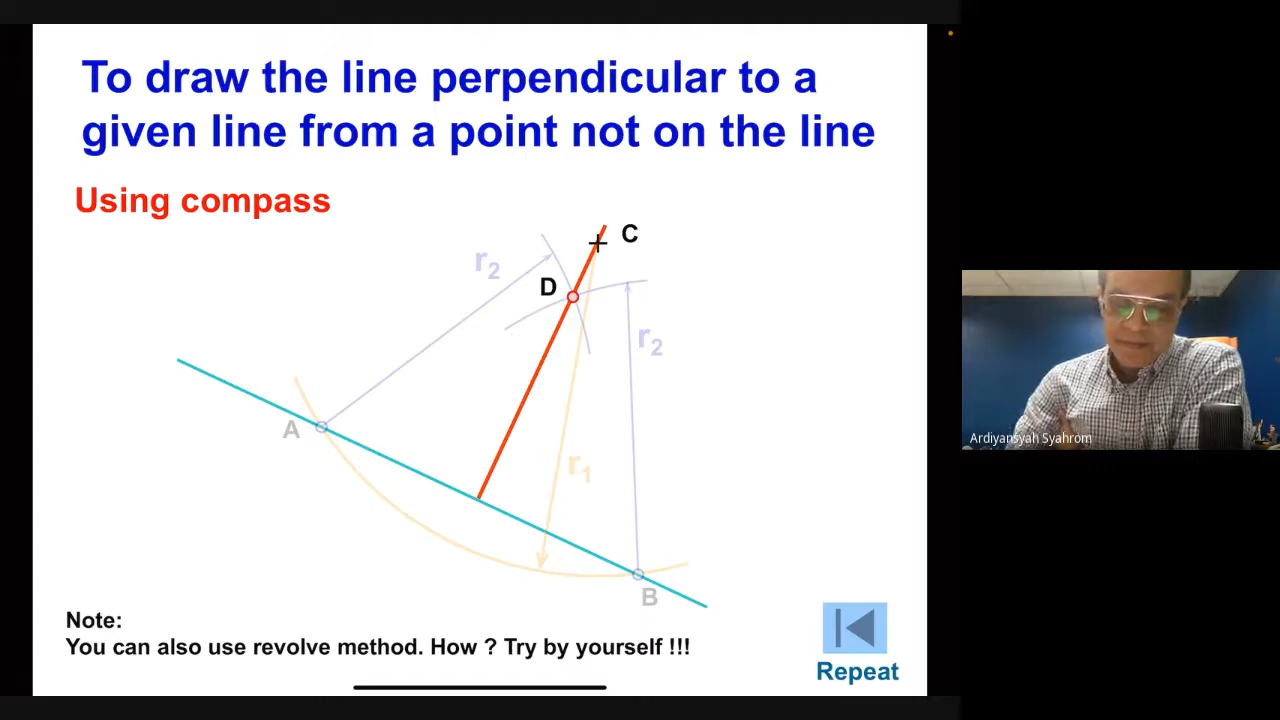 To draw the line perpendicular to a
given line from a point not on the line
Using compass
C
r2
D
r2
A
r1
B
Note:
You can also use revolve method. How ? Try by yourself !!!
Repeat
Ardiyansyah Syahrom